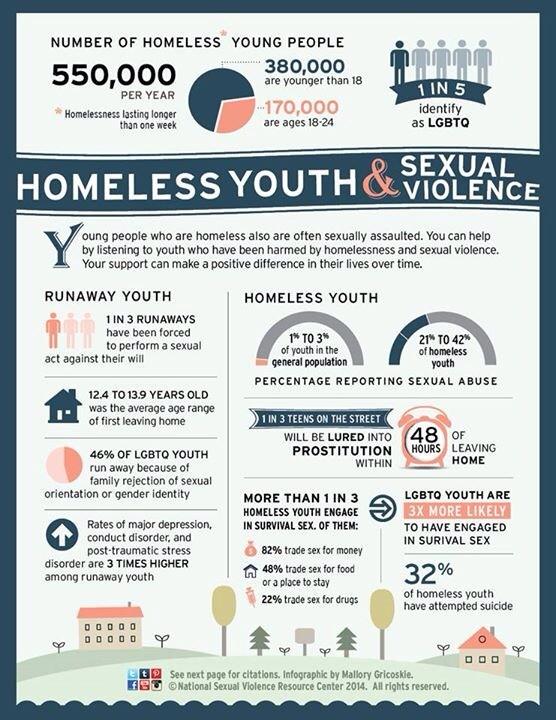 NUMBER OF HOMELESS* YOUNG PEOPLE
550,000
PER YEAR
* Homelessness lasting longer
than one week
380,000
are younger than 18
170,000
are ages 18-24
1 IN 5
identify
as LGBTQ
HOMELESS YOUTH & SEXUAL
VIOLENCE
Young people who are homeless also are often sexually assaulted. You can help
by listening to youth who have been harmed by homelessness and sexual violence.
Your support can make a positive difference in their lives over time.
RUNAWAY YOUTH
1 IN 3 RUNAWAYS
have been forced
to perform a sexual
act against their will
12.4 TO 13.9 YEARS OLD
was the average age range
of first leaving home
46% OF LGBTQ YOUTH
run away because of
family rejection of sexual
orientation or gender identity
Rates of major depression,
conduct disorder, and
post-traumatic stress
disorder are 3 TIMES HIGHER
among runaway youth
HOMELESS YOUTH
1% TO 3%
of youth in the
general population
21% TO 42%
of homeless
youth
PERCENTAGE REPORTING SEXUAL ABUSE
1 IN 3 TEENS ON THE STREET
WILL BE LURED INTO
PROSTITUTION
WITHIN
48
HOURS
OF
LEAVING
HOME
MORE THAN 1 IN 3
HOMELESS YOUTH ENGAGE
IN SURVIVAL SEX. OF THEM:
82% trade sex for money
48% trade sex for food
or a place to stay
22% trade sex for drugs
LGBTQ YOUTH ARE
3X MORE LIKELY
TO HAVE ENGAGED
IN SURIVAL SEX
32%
of homeless youth
have attempted suicide
See next page for citations. Infographic by Mallory Gricoskie.
© National Sexual Violence Resource Center 2014. All rights reserved.